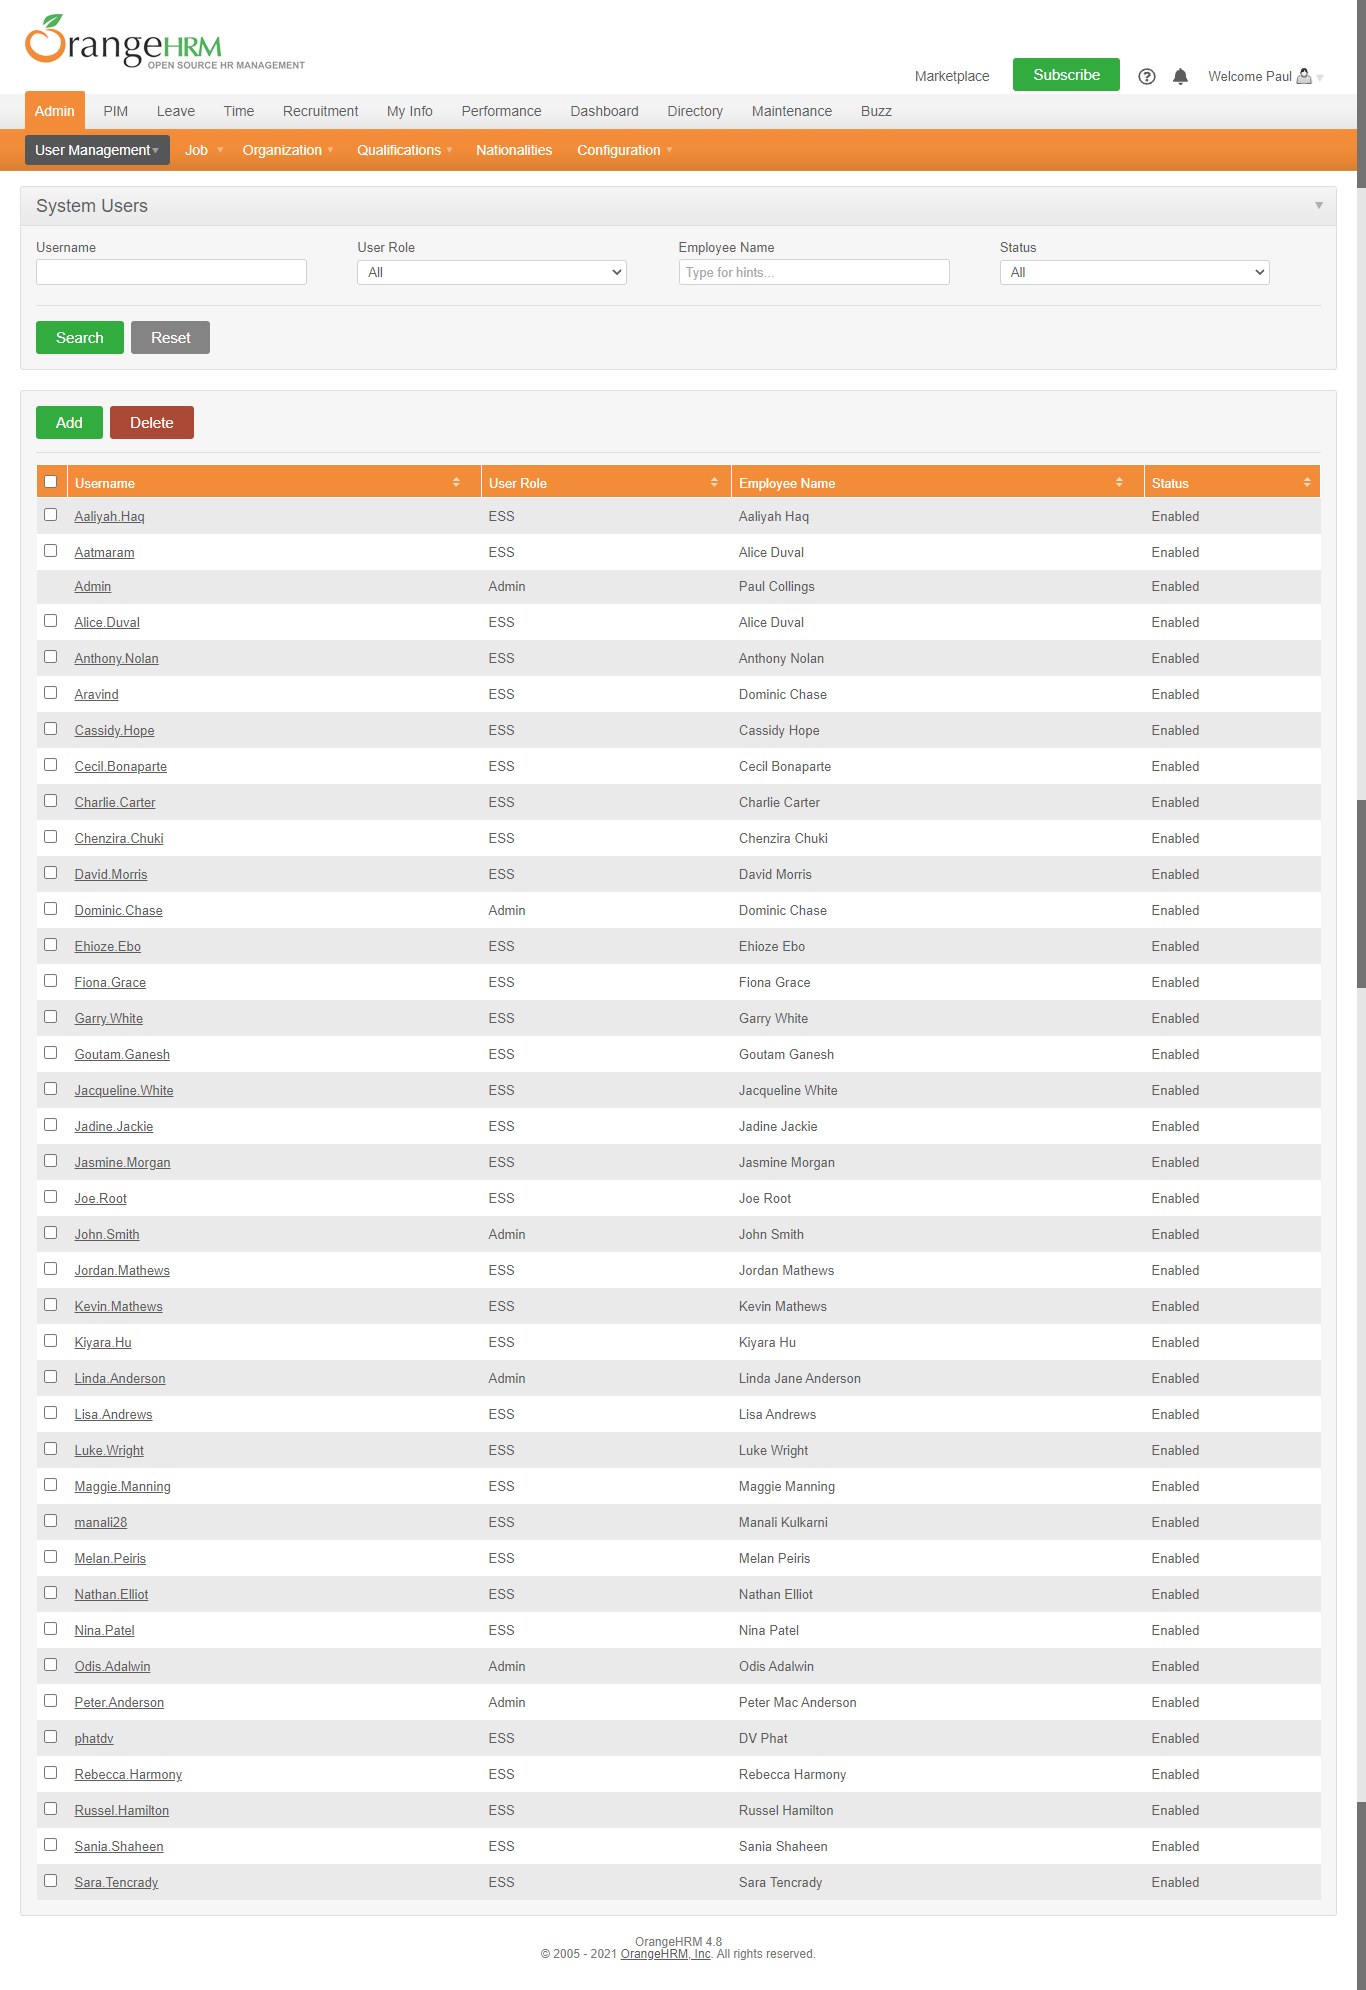 OrangeHRM
OPEN SOURCE HR MANAGEMENT
Marketplace Subscribe Welcome Paul
Admin PIM Leave Time Recruitment My Info Performance Dashboard Directory Maintenance Buzz
User Management Job Organization Qualifications Nationalities Configuration
System Users
Username User Role Employee Name Status
All Type for hints... All
Search Reset
Add Delete
Username User Role Employee Name Status
Aaliyah.Haq ESS Aaliyah Haq Enabled
Aatmaram ESS Alice Duval Enabled
Admin Admin Paul Collings Enabled
Alice.Duval ESS Alice Duval Enabled
Anthony.Nolan ESS Anthony Nolan Enabled
Aravind ESS Dominic Chase Enabled
Cassidy.Hope ESS Cassidy Hope Enabled
Cecil.Bonaparte ESS Cecil Bonaparte Enabled
Charlie.Carter ESS Charlie Carter Enabled
Chenzira.Chuki ESS Chenzira Chuki Enabled
David.Morris ESS David Morris Enabled
Dominic.Chase Admin Dominic Chase Enabled
Ehioze.Ebo ESS Ehioze Ebo Enabled
Fiona.Grace ESS Fiona Grace Enabled
Garry.White ESS Garry White Enabled
Goutam.Ganesh ESS Goutam Ganesh Enabled
Jacqueline.White ESS Jacqueline White Enabled
Jadine.Jackie ESS Jadine Jackie Enabled
Jasmine.Morgan ESS Jasmine Morgan Enabled
Joe.Root ESS Joe Root Enabled
John.Smith Admin John Smith Enabled
Jordan.Mathews ESS Jordan Mathews Enabled
Kevin.Mathews ESS Kevin Mathews Enabled
Kiyara.Hu ESS Kiyara Hu Enabled
Linda.Anderson Admin Linda Jane Anderson Enabled
Lisa.Andrews ESS Lisa Andrews Enabled
Luke.Wright ESS Luke Wright Enabled
Maggie.Manning ESS Maggie Manning Enabled
manali28 ESS Manali Kulkarni Enabled
Melan.Peiris ESS Melan Peiris Enabled
Nathan.Elliot ESS Nathan Elliot Enabled
Nina.Patel ESS Nina Patel Enabled
Odis.Adalwin Admin Odis Adalwin Enabled
Peter.Anderson Admin Peter Mac Anderson Enabled
phatdv ESS DV Phat Enabled
Rebecca.Harmony ESS Rebecca Harmony Enabled
Russel.Hamilton ESS Russel Hamilton Enabled
Sania.Shaheen ESS Sania Shaheen Enabled
Sara.Tencrady ESS Sara Tencrady Enabled
OrangeHRM 4.8
© 2005 - 2021 OrangeHRM, Inc. All rights reserved.